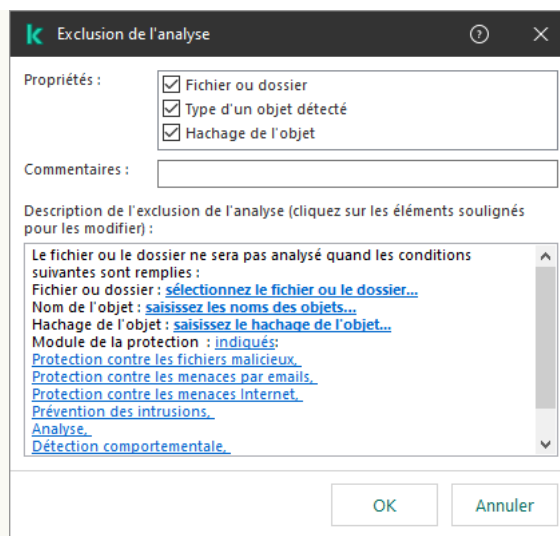 Exclusion de l'analyse
Propriétés :
Fichier ou dossier
Type d'un objet détecté
Hachage de l'objet
Commentaires :
Description de l'exclusion de l'analyse (cliquez sur les éléments soulignés
pour les modifier) :
Le fichier ou le dossier ne sera pas analysé quand les conditions
suivantes sont remplies :
Fichier ou dossier : sélectionnez le fichier ou le dossier...
Nom de l'objet : saisissez les noms des objets...
Hachage de l'objet : saisissez le hachage de l'objet...
Module de la protection : indiqués:
Protection contre les fichiers malicieux,
Protection contre les menaces par emails,
Protection contre les menaces Internet,
Prévention des intrusions,
Analyse,
Détection comportementale,
OK Annuler